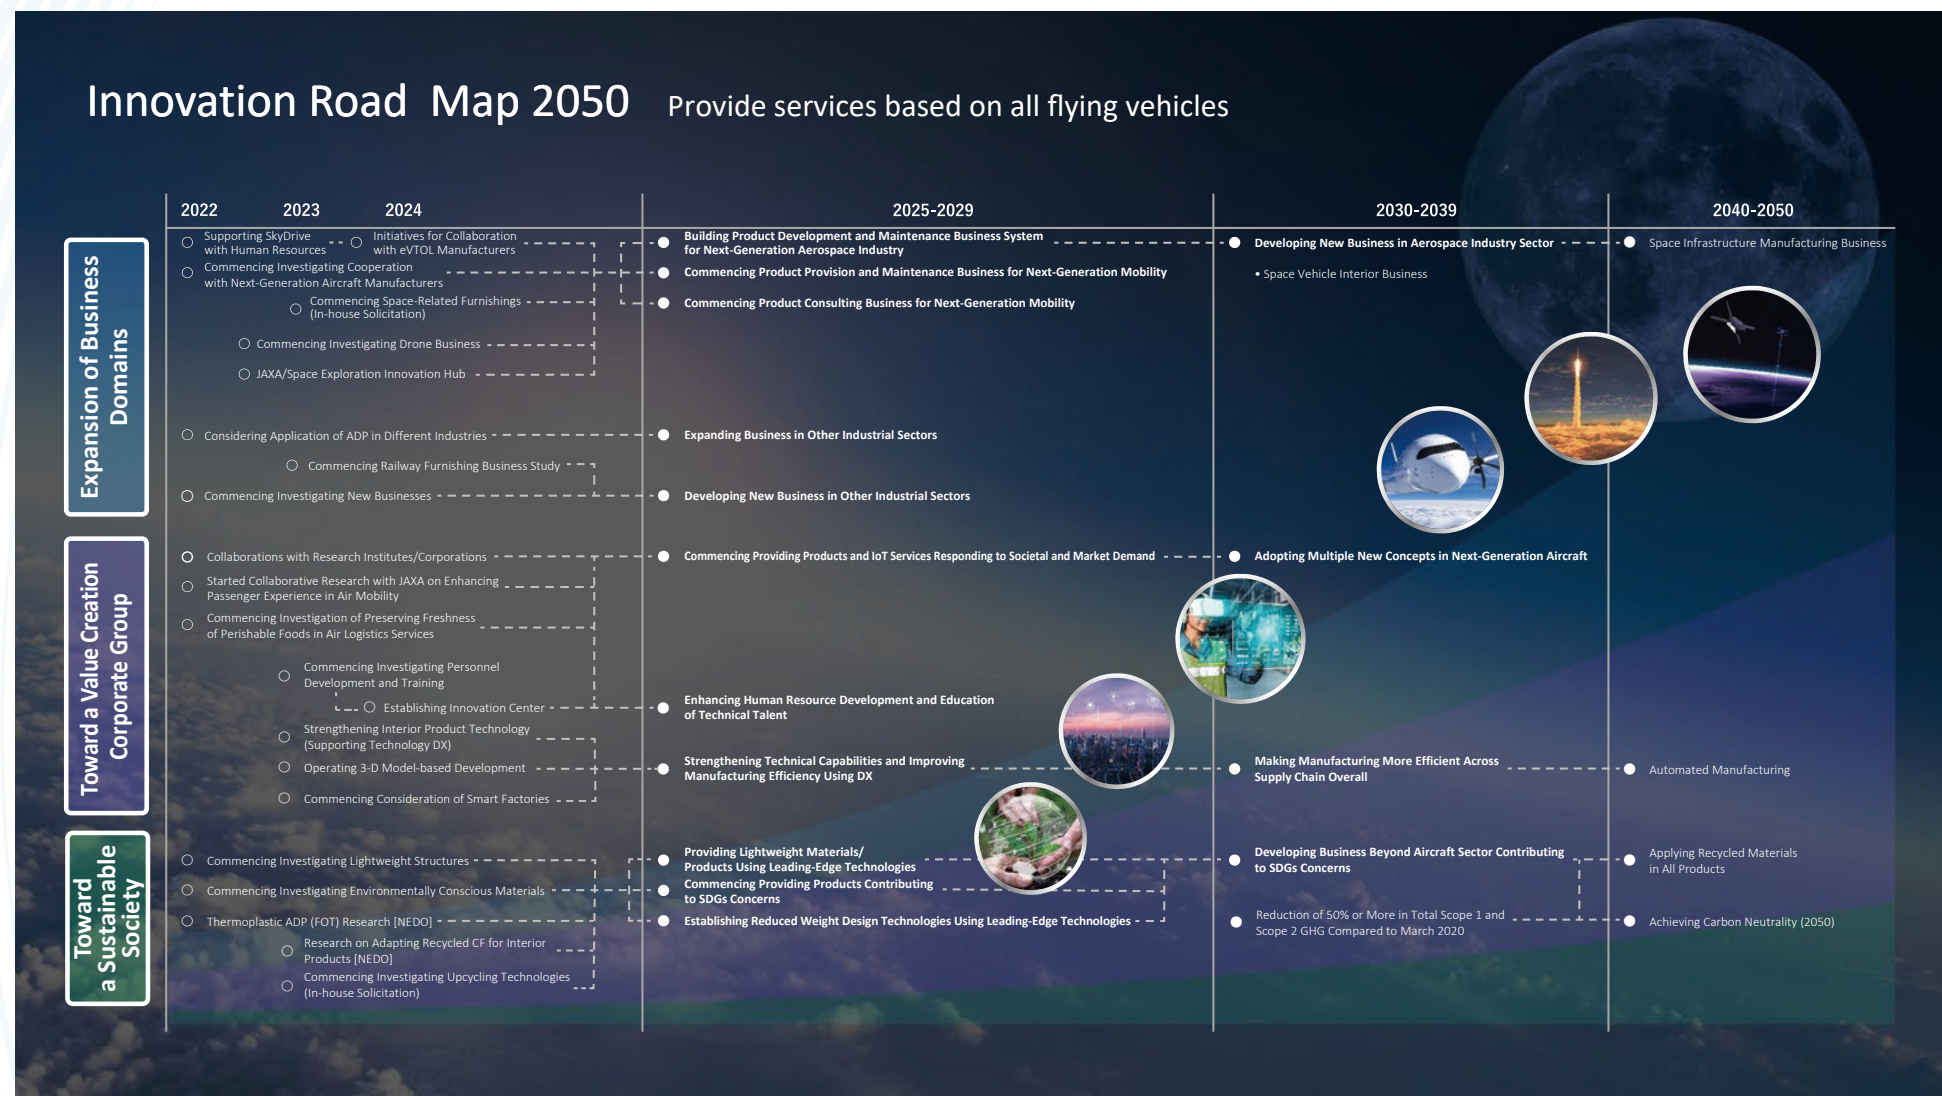 Innovation Road Map 2050 Provide services based on all flying vehicles
2022 2023 2024 2025-2029 2030-2039 2040-2050
Expansion of Business
Domains
Supporting SkyDrive
with Human Resources
Initiatives for Collaboration
with eVTOL Manufacturers
Commencing Investigating Cooperation
with Next-Generation Aircraft Manufacturers
Commencing Space-Related Furnishings
(In-house Solicitation)
Commencing Investigating Drone Business
JAXA/Space Exploration Innovation Hub
Considering Application of ADP in Different Industries
Commencing Railway Furnishing Business Study
Commencing Investigating New Businesses
Building Product Development and Maintenance Business System
for Next-Generation Aerospace Industry
Commencing Product Provision and Maintenance Business for Next-Generation Mobility
Commencing Product Consulting Business for Next-Generation Mobility
Expanding Business in Other Industrial Sectors
Developing New Business in Other Industrial Sectors
Developing New Business in Aerospace Industry Sector
• Space Vehicle Interior Business
Space Infrastructure Manufacturing Business
Toward a Value Creation
Corporate Group
Collaborations with Research Institutes/Corporations
Started Collaborative Research with JAXA on Enhancing
Passenger Experience in Air Mobility
Commencing Investigation of Preserving Freshness
of Perishable Foods in Air Logistics Services
Commencing Investigating Personnel
Development and Training
Establishing Innovation Center
Strengthening Interior Product Technology
(Supporting Technology DX)
Operating 3-D Model-based Development
Commencing Consideration of Smart Factories
Commencing Providing Products and IoT Services Responding to Societal and Market Demand
Enhancing Human Resource Development and Education
of Technical Talent
Strengthening Technical Capabilities and Improving
Manufacturing Efficiency Using DX
Adopting Multiple New Concepts in Next-Generation Aircraft
Making Manufacturing More Efficient Across
Supply Chain Overall
Automated Manufacturing
Toward
a Sustainable
Society
Commencing Investigating Lightweight Structures
Commencing Investigating Environmentally Conscious Materials
Thermoplastic ADP (FOT) Research [NEDO]
Research on Adapting Recycled CF for Interior
Products [NEDO]
Commencing Investigating Upcycling Technologies
(In-house Solicitation)
Providing Lightweight Materials/
Products Using Leading-Edge Technologies
Commencing Providing Products Contributing
to SDGs Concerns
Establishing Reduced Weight Design Technologies Using Leading-Edge Technologies
Developing Business Beyond Aircraft Sector Contributing
to SDGs Concerns
Reduction of 50% or More in Total Scope 1 and
Scope 2 GHG Compared to March 2020
Applying Recycled Materials
in All Products
Achieving Carbon Neutrality (2050)